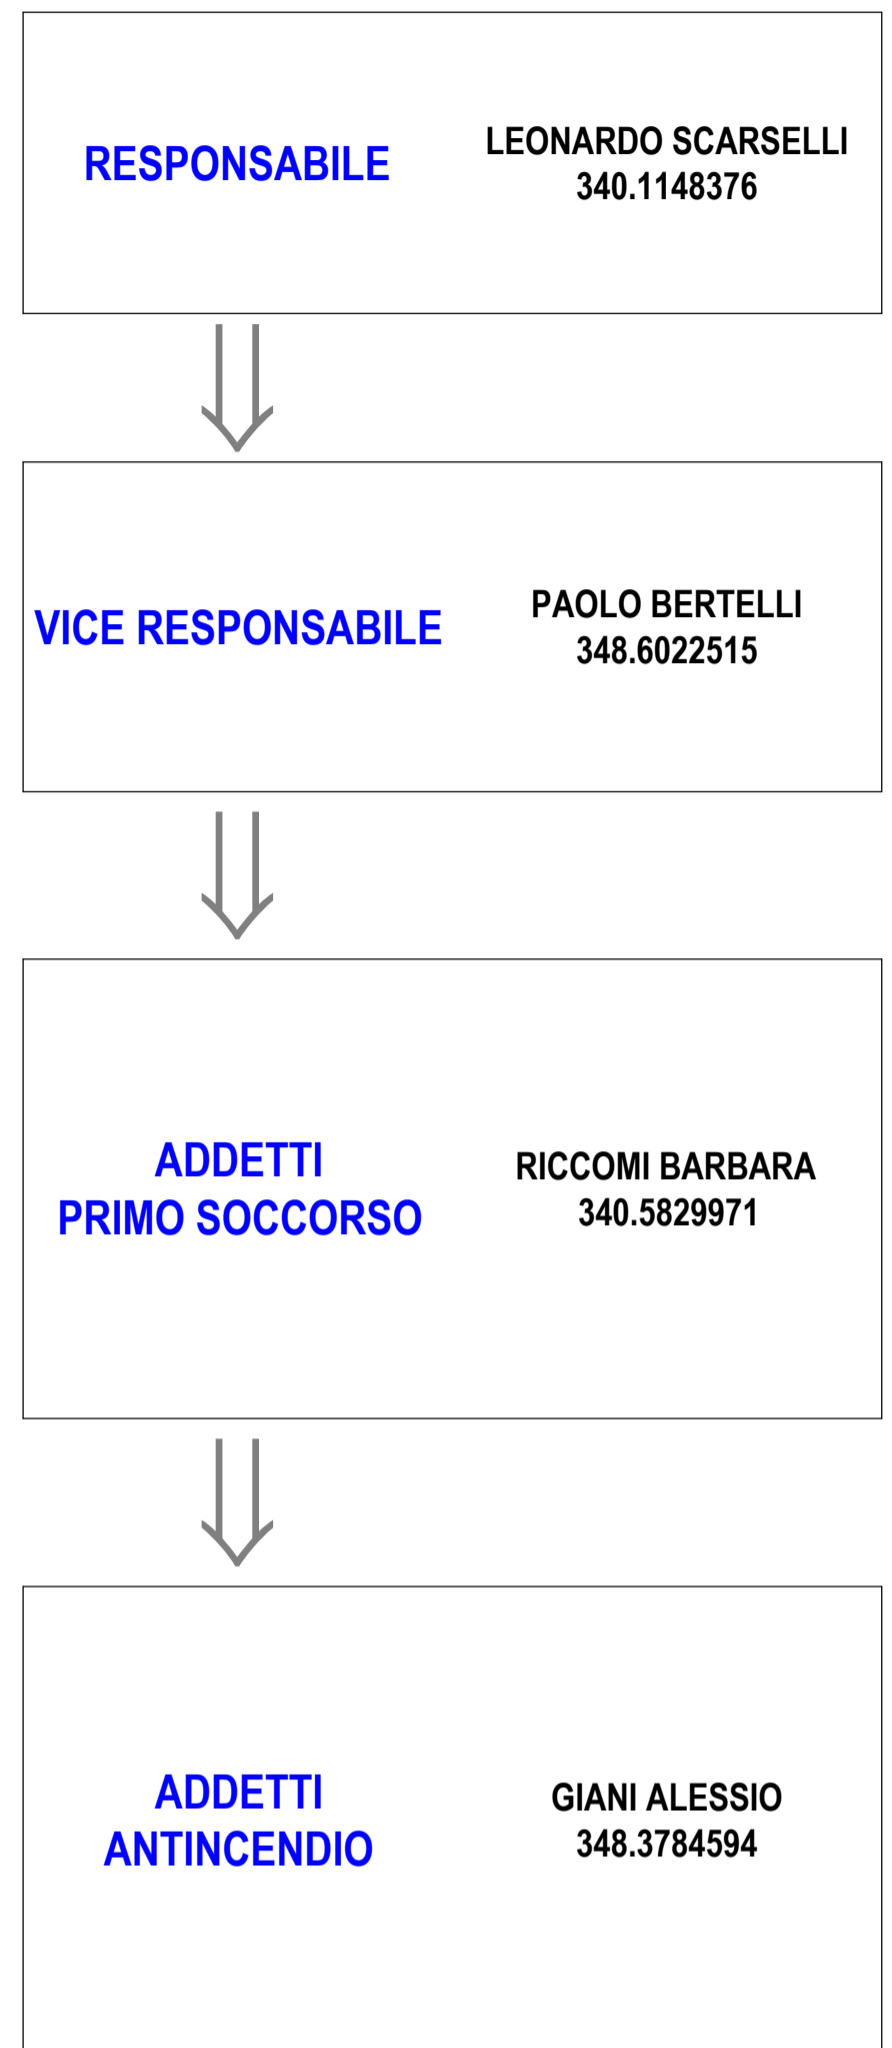 RESPONSABILE
LEONARDO SCARSELLI
340.1148376
VICE RESPONSABILE
PAOLO BERTELLI
348.6022515
ADDETTI
PRIMO SOCCORSO
RICCOMI BARBARA
340.5829971
ADDETTI
ANTINCENDIO
GIANI ALESSIO
348.3784594